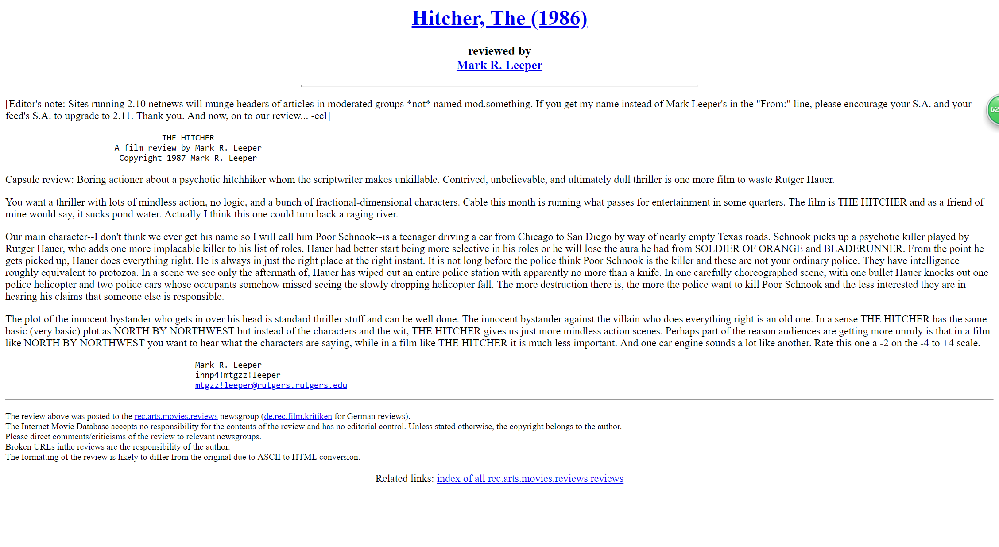 Hitcher, The (1986)
reviewed by
Mark R. Leeper
[Editor's note: Sites running 2.10 netnews will munge headers of articles in moderated groups *not* named mod.something. If you get my name instead of Mark Leeper's in the "From:" line, please encourage your S.A. and your
feed's S.A. to upgrade to 2.11. Thank you. And now, on to our review... -ecl]
THE HITCHER
A film review by Mark R. Leeper
Copyright 1987 Mark R. Leeper
Capsule review: Boring actioner about a psychotic hitchhiker whom the scriptwriter makes unkillable. Contrived, unbelievable, and ultimately dull thriller is one more film to waste Rutger Hauer.
You want a thriller with lots of mindless action, no logic, and a bunch of fractional-dimensional characters. Cable this month is running what passes for entertainment in some quarters. The film is THE HITCHER and as a friend of
mine would say, it sucks pond water. Actually I think this one could turn back a raging river.
Our main character--I don't think we ever get his name so I will call him Poor Schnook--is a teenager driving a car from Chicago to San Diego by way of nearly empty Texas roads. Schnook picks up a psychotic killer played by
Rutger Hauer, who adds one more implacable killer to his list of roles. Hauer had better start being more selective in his roles or he will lose the aura he had from SOLDIER OF ORANGE and BLADERUNNER. From the point he
gets picked up, Hauer does everything right. He is always in just the right place at the right instant. It is not long before the police think Poor Schnook is the killer and these are not your ordinary police. They have intelligence
roughly equivalent to protozoa. In a scene we see only the aftermath of, Hauer has wiped out an entire police station with apparently no more than a knife. In one carefully choreographed scene, with one bullet Hauer knocks out one
police helicopter and two police cars whose occupants somehow missed seeing the slowly dropping helicopter fall. The more destruction there is, the more the police want to kill Poor Schnook and the less interested they are in
hearing his claims that someone else is responsible.
The plot of the innocent bystander who gets in over his head is standard thriller stuff and can be well done. The innocent bystander against the villain who does everything right is an old one. In a sense THE HITCHER has the same
basic (very basic) plot as NORTH BY NORTHWEST but instead of the characters and the wit, THE HITCHER gives us just more mindless action scenes. Perhaps part of the reason audiences are getting more unruly is that in a film
like NORTH BY NORTHWEST you want to hear what the characters are saying, while in a film like THE HITCHER it is much less important. And one car engine sounds a lot like another. Rate this one a -2 on the -4 to +4 scale.
Mark R. Leeper
ihnp4!mtgzz!leeper
mtgzz!leeper@rutgers.rutgers.edu
The review above was posted to the rec.arts.movies.reviews newsgroup (de.rec.film.kritiken for German reviews).
The Internet Movie Database accepts no responsibility for the contents of the review and has no editorial control. Unless stated otherwise, the copyright belongs to the author.
Please direct comments/criticisms of the review to relevant newsgroups.
Broken URLs inthe reviews are the responsibility of the author.
The formatting of the review is likely to differ from the original due to ASCII to HTML conversion.
Related links: index of all rec.arts.movies.reviews reviews
62